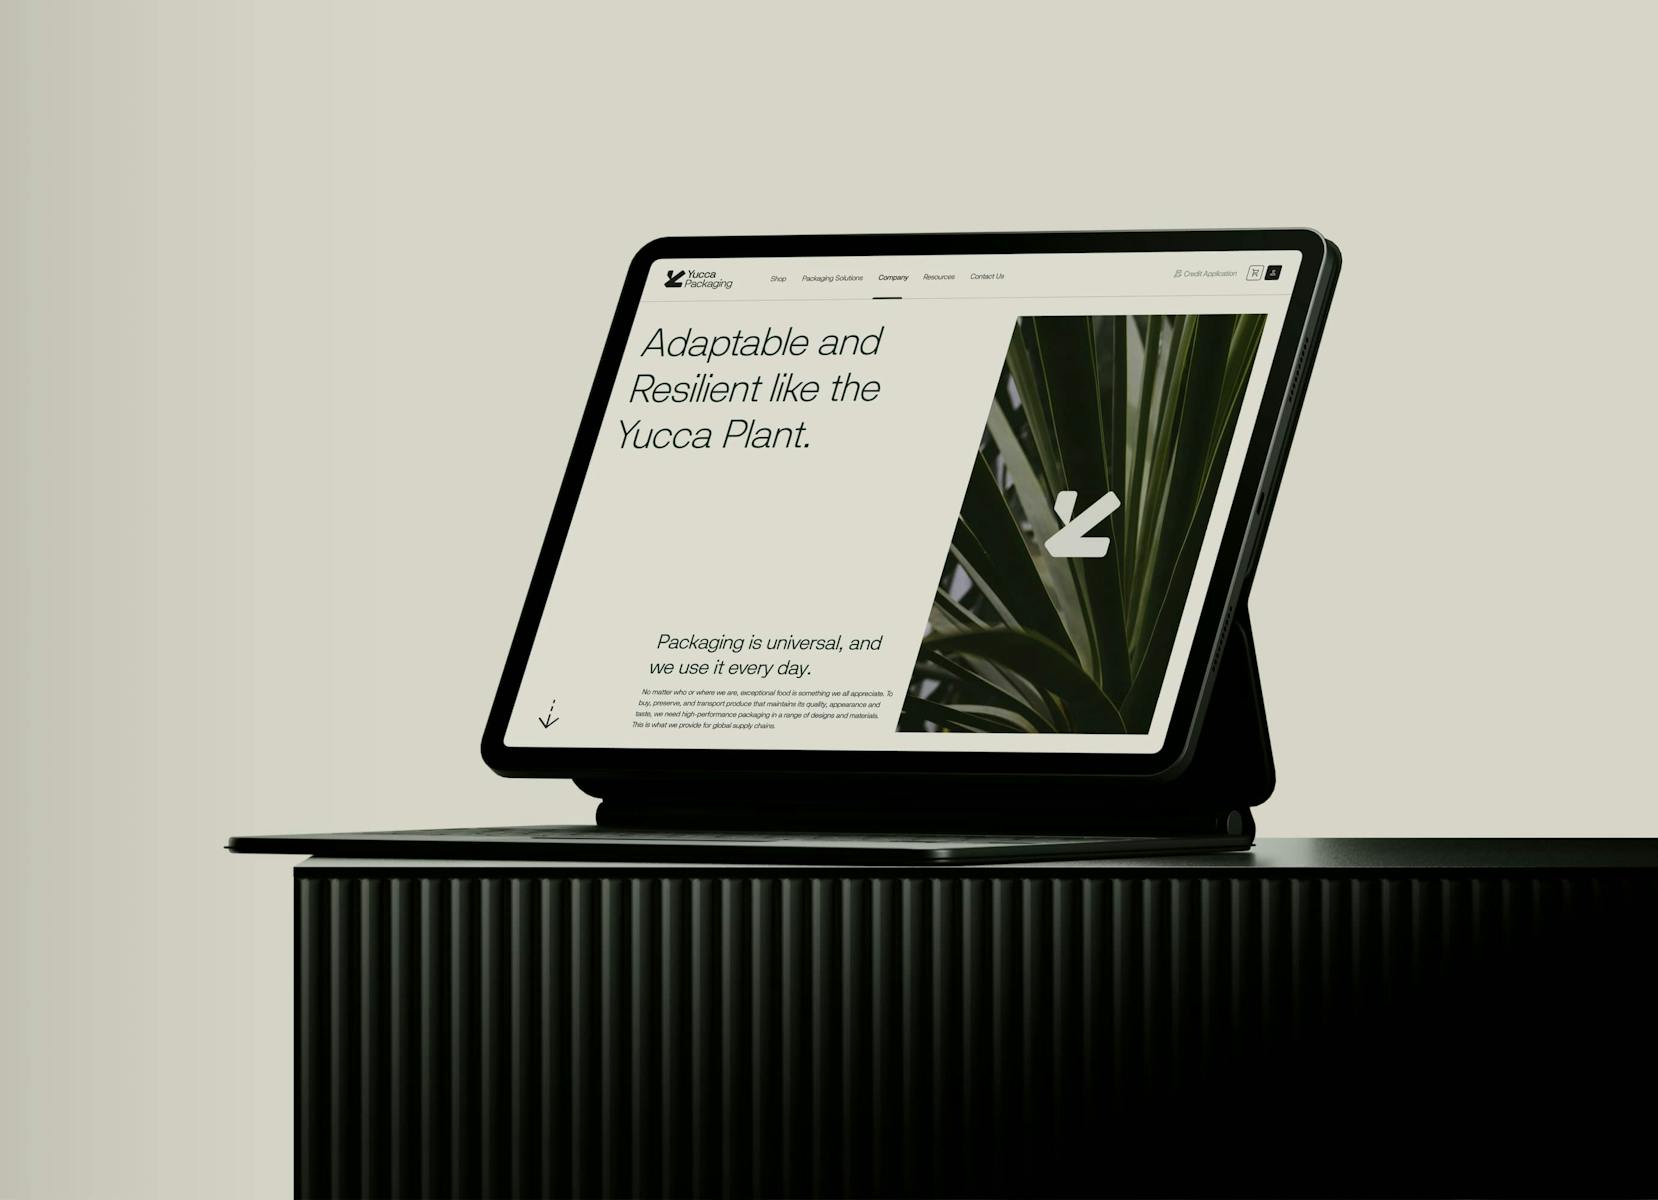 Yucca
Packaging
Shop Packaging Solutions Company Resources Contact Us
Credit Application
Adaptable and
Resilient like the
Yucca Plant.
Packaging is universal, and
we use it every day.
No matter who or where we are, exceptional food is something we all appreciate. To
buy, preserve, and transport produce that maintains its quality, appearance and
taste, we need high-performance packaging in a range of designs and materials.
This is what we provide for global supply chains.